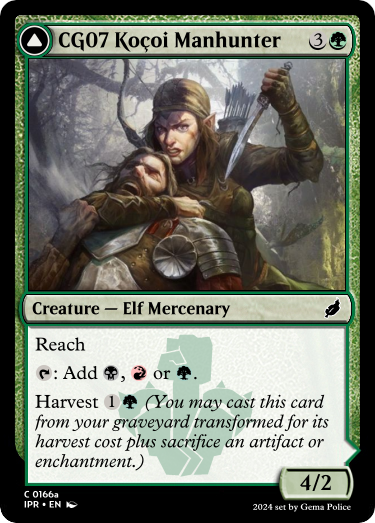 CG07 Koçoi Manhunter 3
Creature — Elf Mercenary
Reach
: Add , or .
Harvest 1 (You may cast this card
from your graveyard transformed for its
harvest cost plus sacrifice an artifact or
enchantment.)
4/2
C 0166a
IPR • EN
2024 set by Gema Police